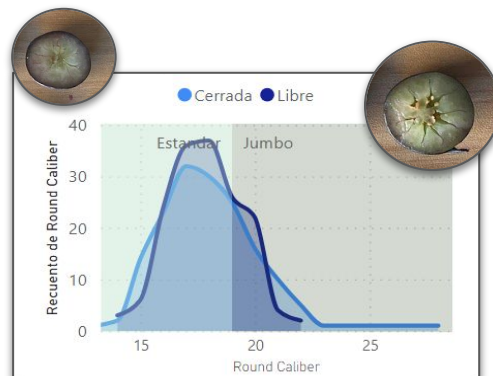 Cerrada Libre
Estandar Jumbo
Recuento de Round Caliber
40
30
20
10
0
15 20 25
Round Caliber